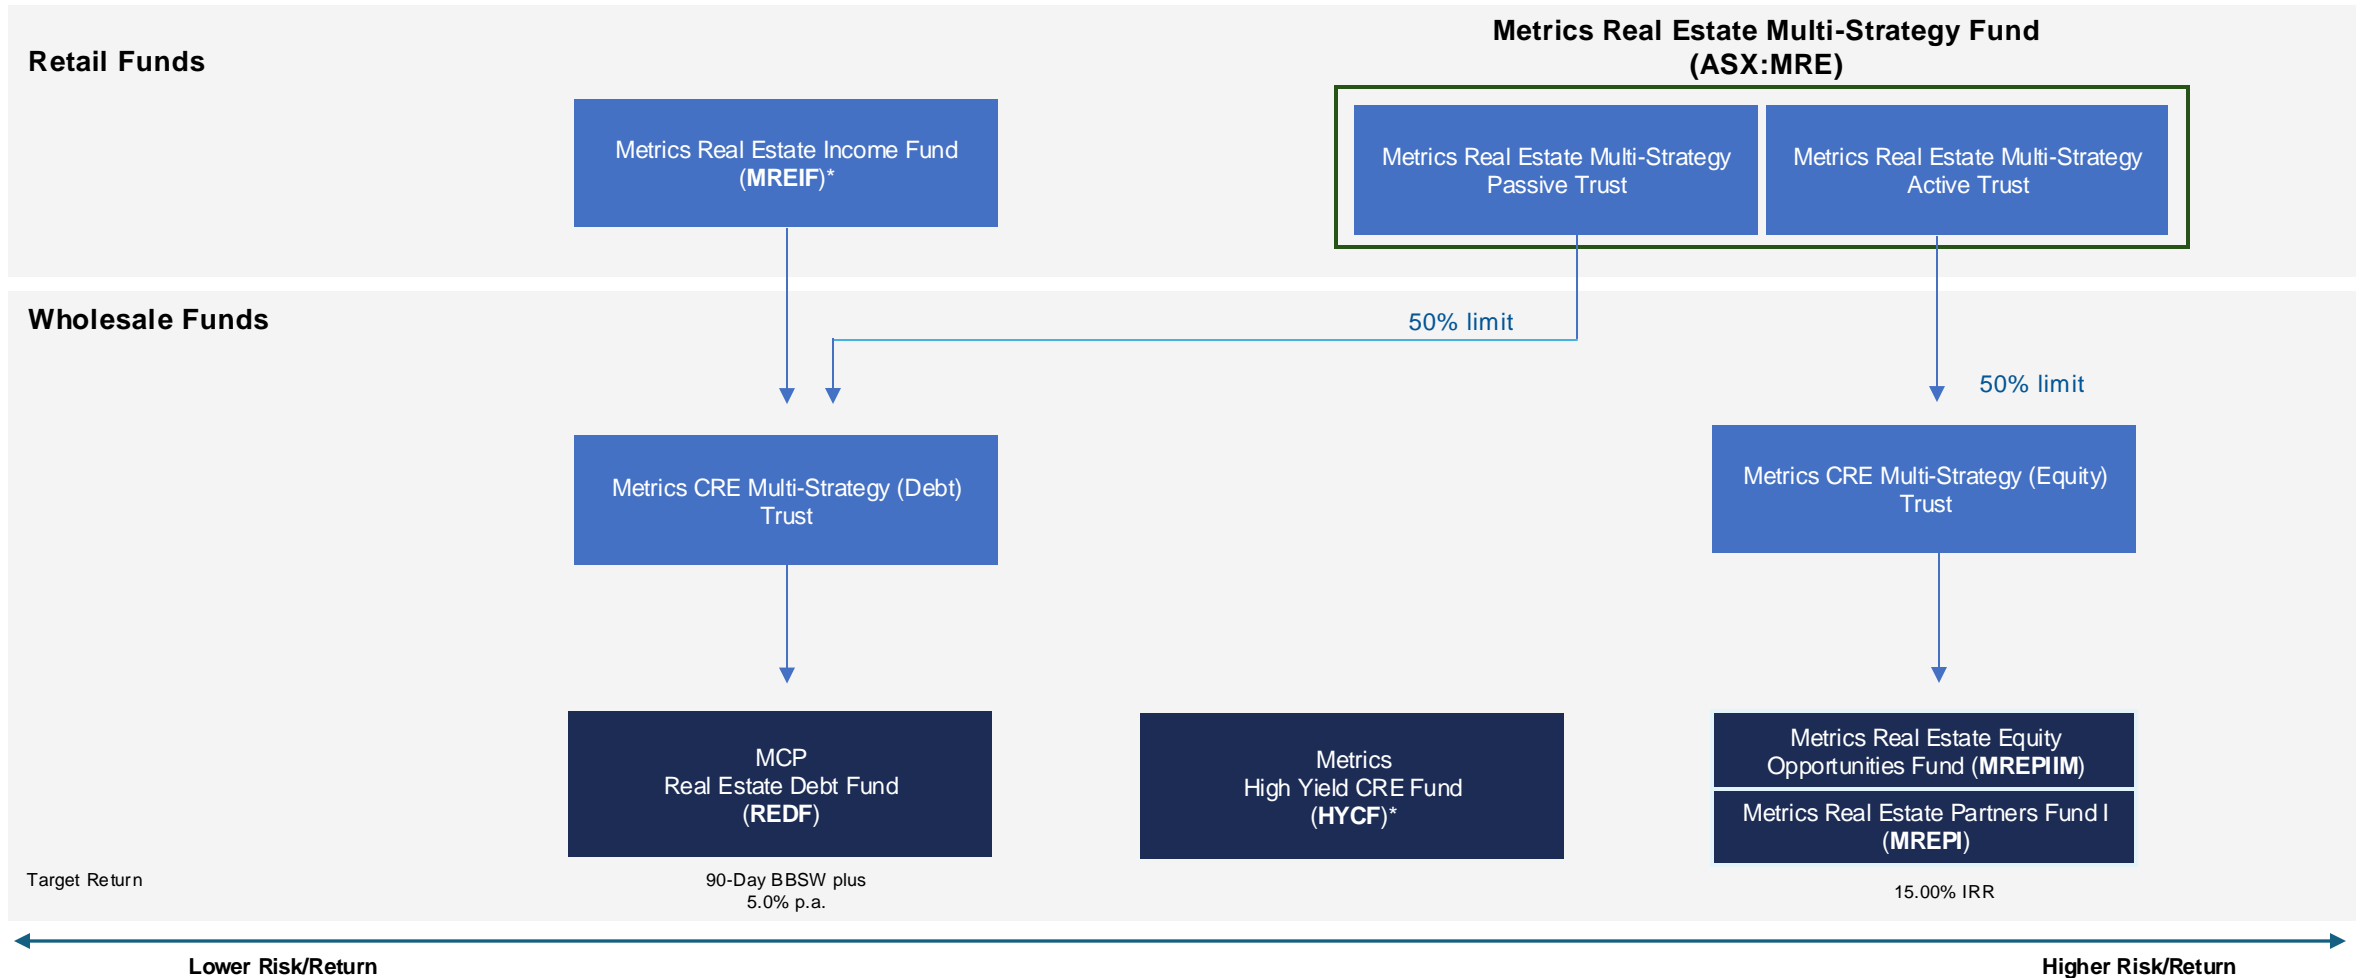 Retail Funds
Metrics Real Estate Multi-Strategy Fund
(ASX:MRE)
Metrics Real Estate Income Fund
(MREIF)*
Metrics Real Estate Multi-Strategy
Passive Trust
Metrics Real Estate Multi-Strategy
Active Trust
Wholesale Funds
50% limit
50% limit
Metrics CRE Multi-Strategy (Debt)
Trust
Metrics CRE Multi-Strategy (Equity)
Trust
MCP
Real Estate Debt Fund
(REDF)
Metrics
High Yield CRE Fund
(HYCF)*
Metrics Real Estate Equity
Opportunities Fund (MREPIIM)
Metrics Real Estate Partners Fund I
(MREPI)
Target Return
90-Day BBSW plus
5.0% p.a.
15.00% IRR
Lower Risk/Return
Higher Risk/Return